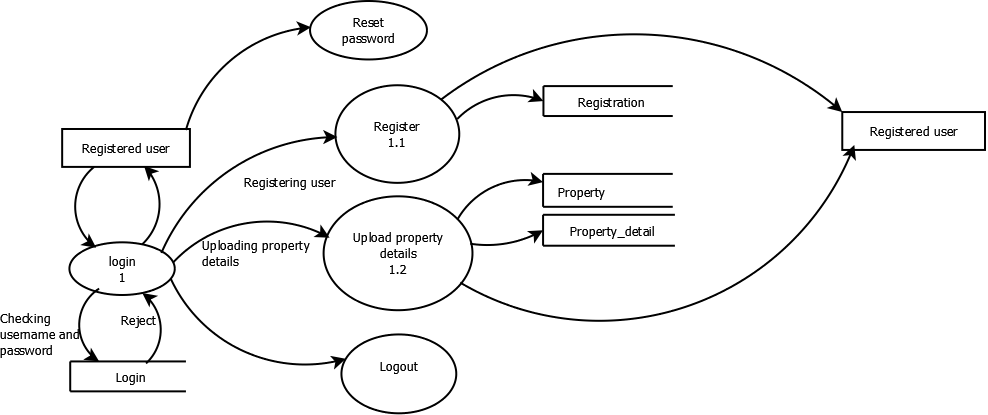 Reset
password
Registration
Register
1.1
Registered user
Registered user
Registering user
Property
Uploading property
details
Upload property
details
1.2
Property_detail
login
1
Checking
username and
password
Reject
Logout
Login